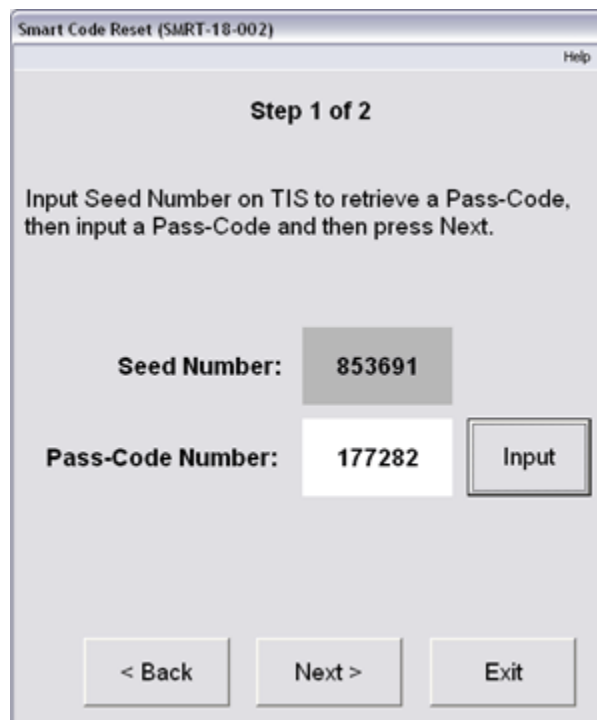 Smart Code Reset (SMRT-18-002)
Help
Step 1 of 2
Input Seed Number on TIS to retrieve a Pass-Code,
then input a Pass-Code and then press Next.
Seed Number: 853691
Pass-Code Number: 177282 Input
< Back Next > Exit